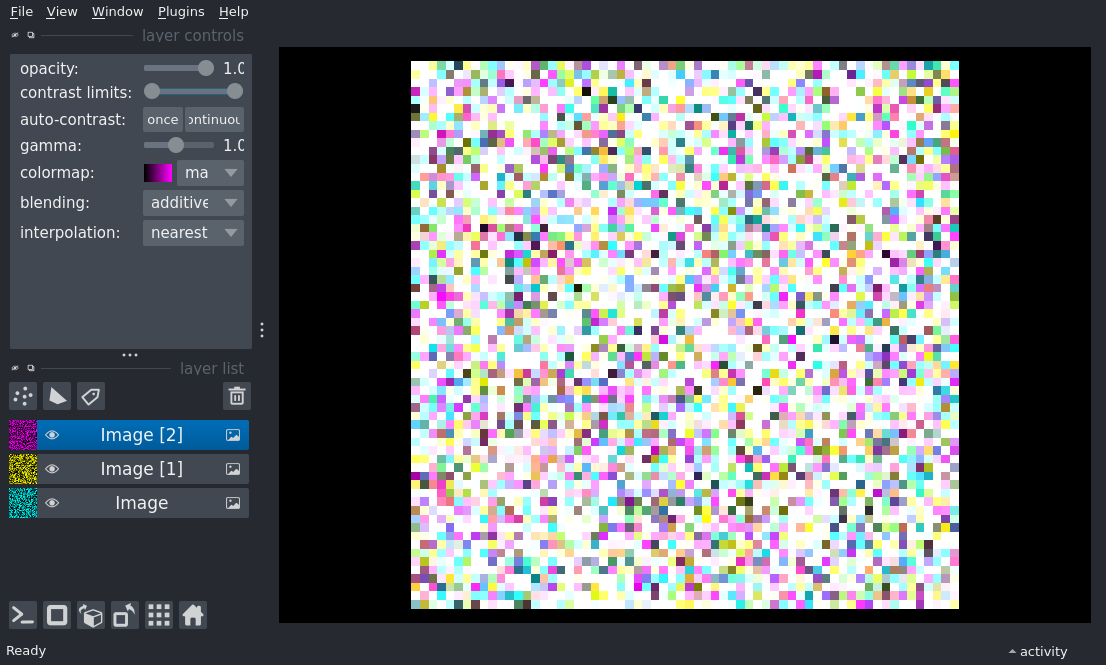 File View Window Plugins Help
layer controls
opacity: 1.0
contrast limits:
auto-contrast: once ontinuou
gamma: 1.0
colormap: ma
blending: additive
interpolation: nearest
layer list
Image [2]
Image [1]
Image
Ready
activity